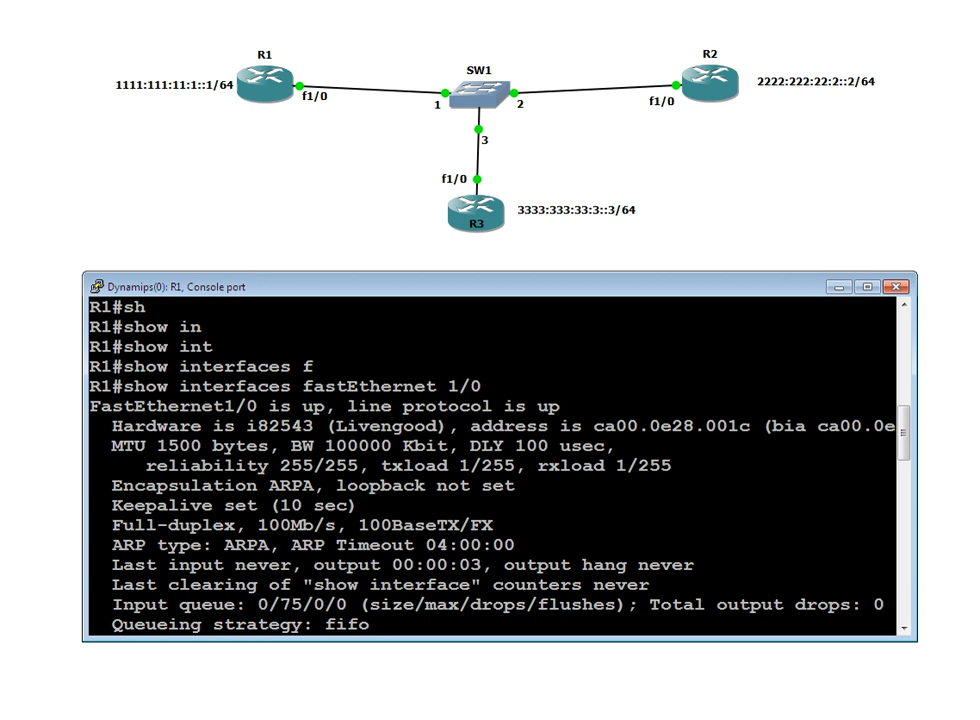 R1
R2
SW1
1111:111:11:1::1/64
2222:222:22:2::2/64
f1/0
1
2
f1/0
3
f1/0
R3
3333:333:33:3::3/64
Dynamips(0): R1, Console port
R1#sh
R1#show in
R1#show int
R1#show interfaces f
R1#show interfaces fastEthernet 1/0
FastEthernet1/0 is up, line protocol is up
Hardware is i82543 (Livengood), address is ca00.0e28.001c (bia ca00.0e
MTU 1500 bytes, BW 100000 Kbit, DLY 100 usec,
reliability 255/255, txload 1/255, rxload 1/255
Encapsulation ARPA, loopback not set
Keepalive set (10 sec)
Full-duplex, 100Mb/s, 100BaseTX/FX
ARP type: ARPA, ARP Timeout 04:00:00
Last input never, output 00:00:03, output hang never
Last clearing of "show interface" counters never
Input queue: 0/75/0/0 (size/max/drops/flushes); Total output drops: 0
Queueing strategy: fifo